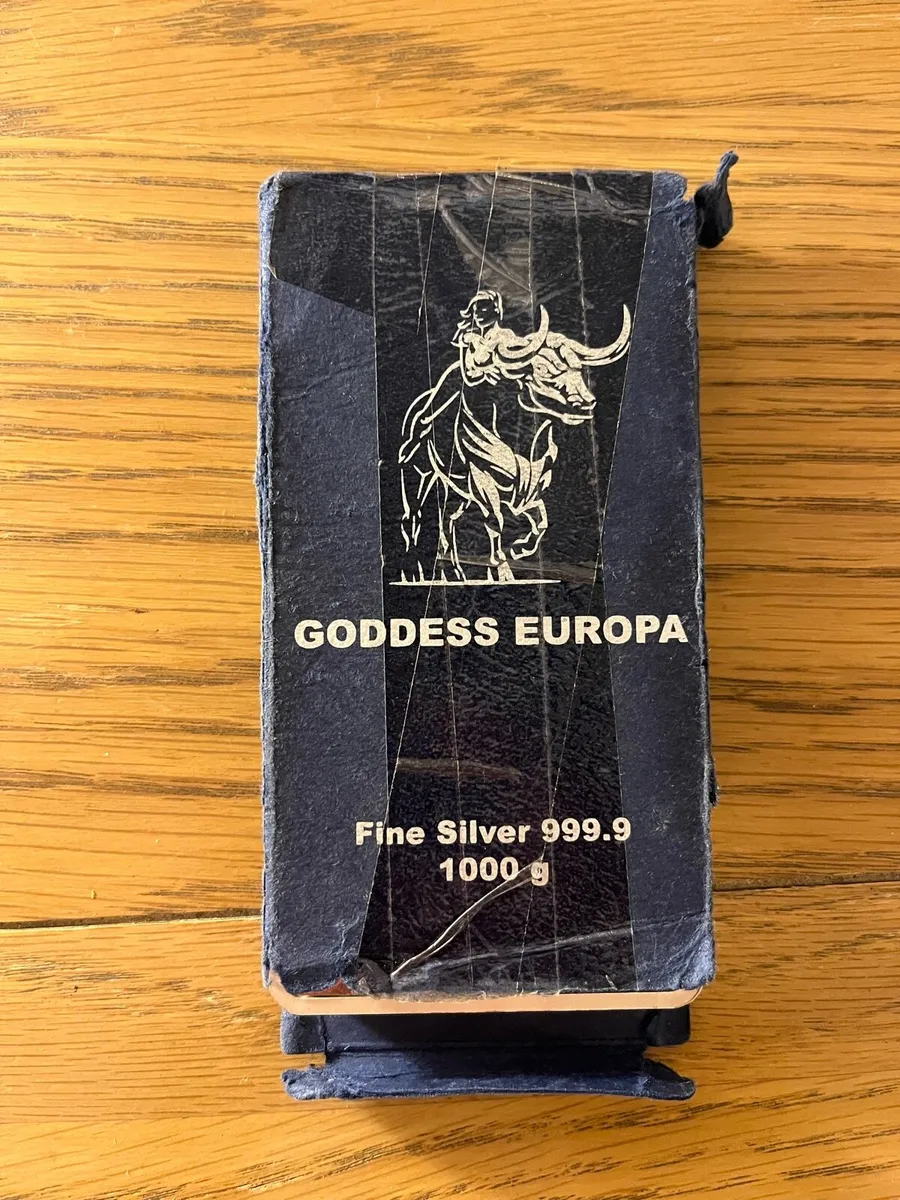 GODDESS EUROPA
Fine Silver 999.9
1000 g